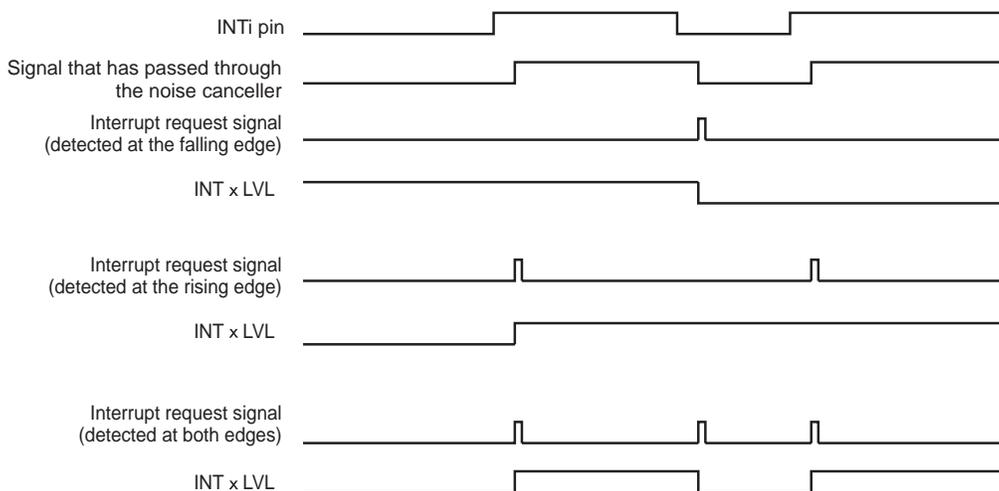 INTi pin
Signal that has passed through
the noise canceller
Interrupt request signal
(detected at the falling edge)
INT x LVL
Interrupt request signal
(detected at the rising edge)
INT x LVL
Interrupt request signal
(detected at both edges)
INT x LVL